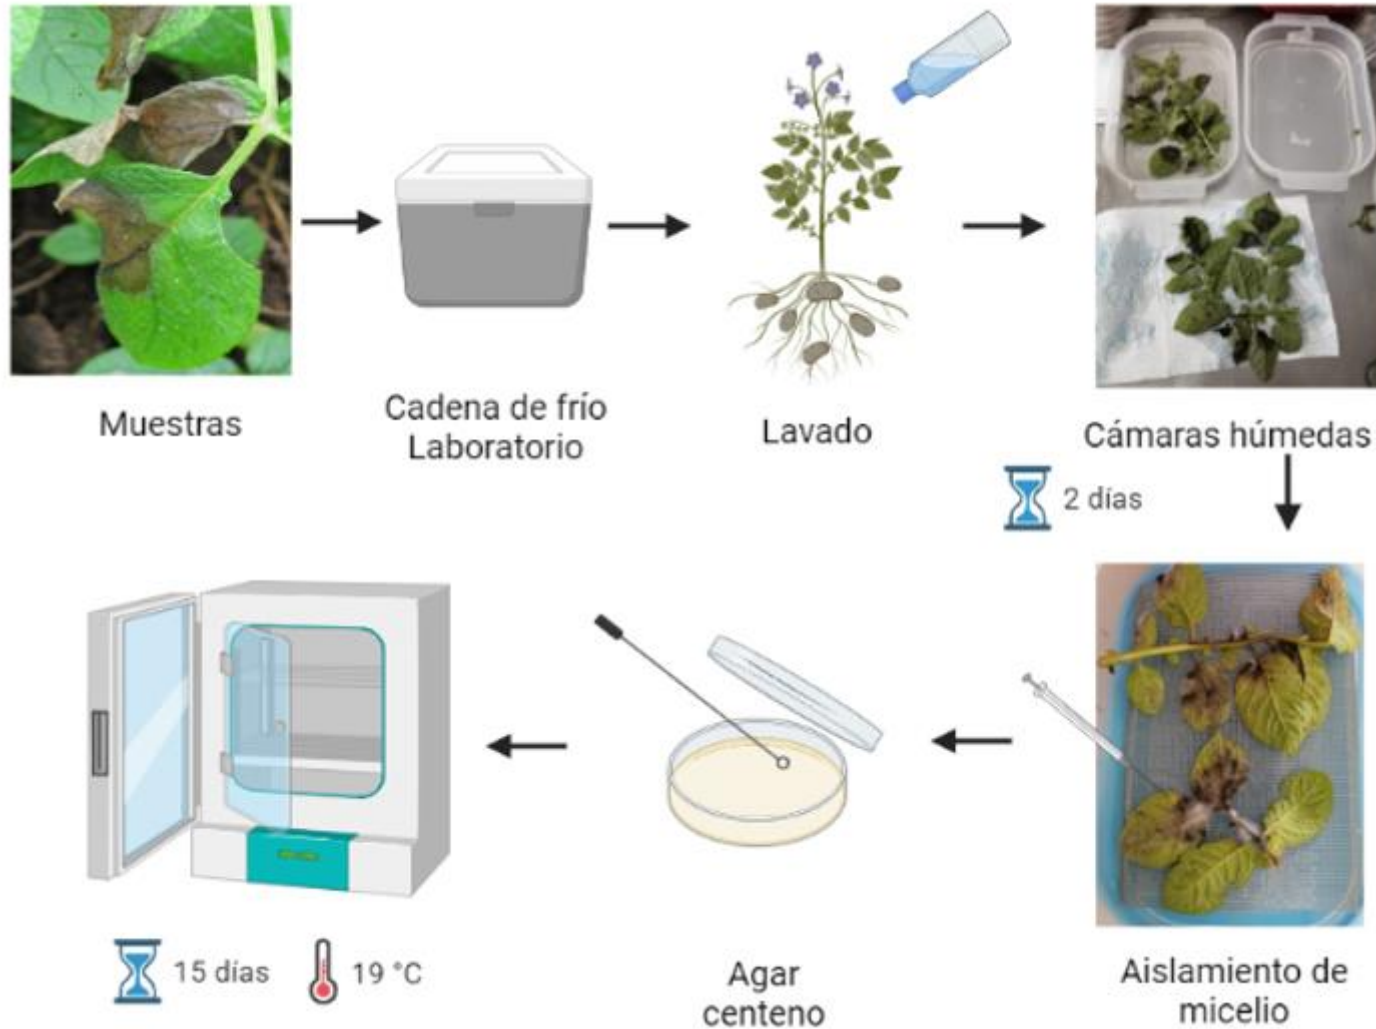 Muestras
Cadena de frío
Laboratorio
Lavado
Cámaras húmedas
2 días
Aislamiento de
micelio
Agar
centeno
15 días
19 °C